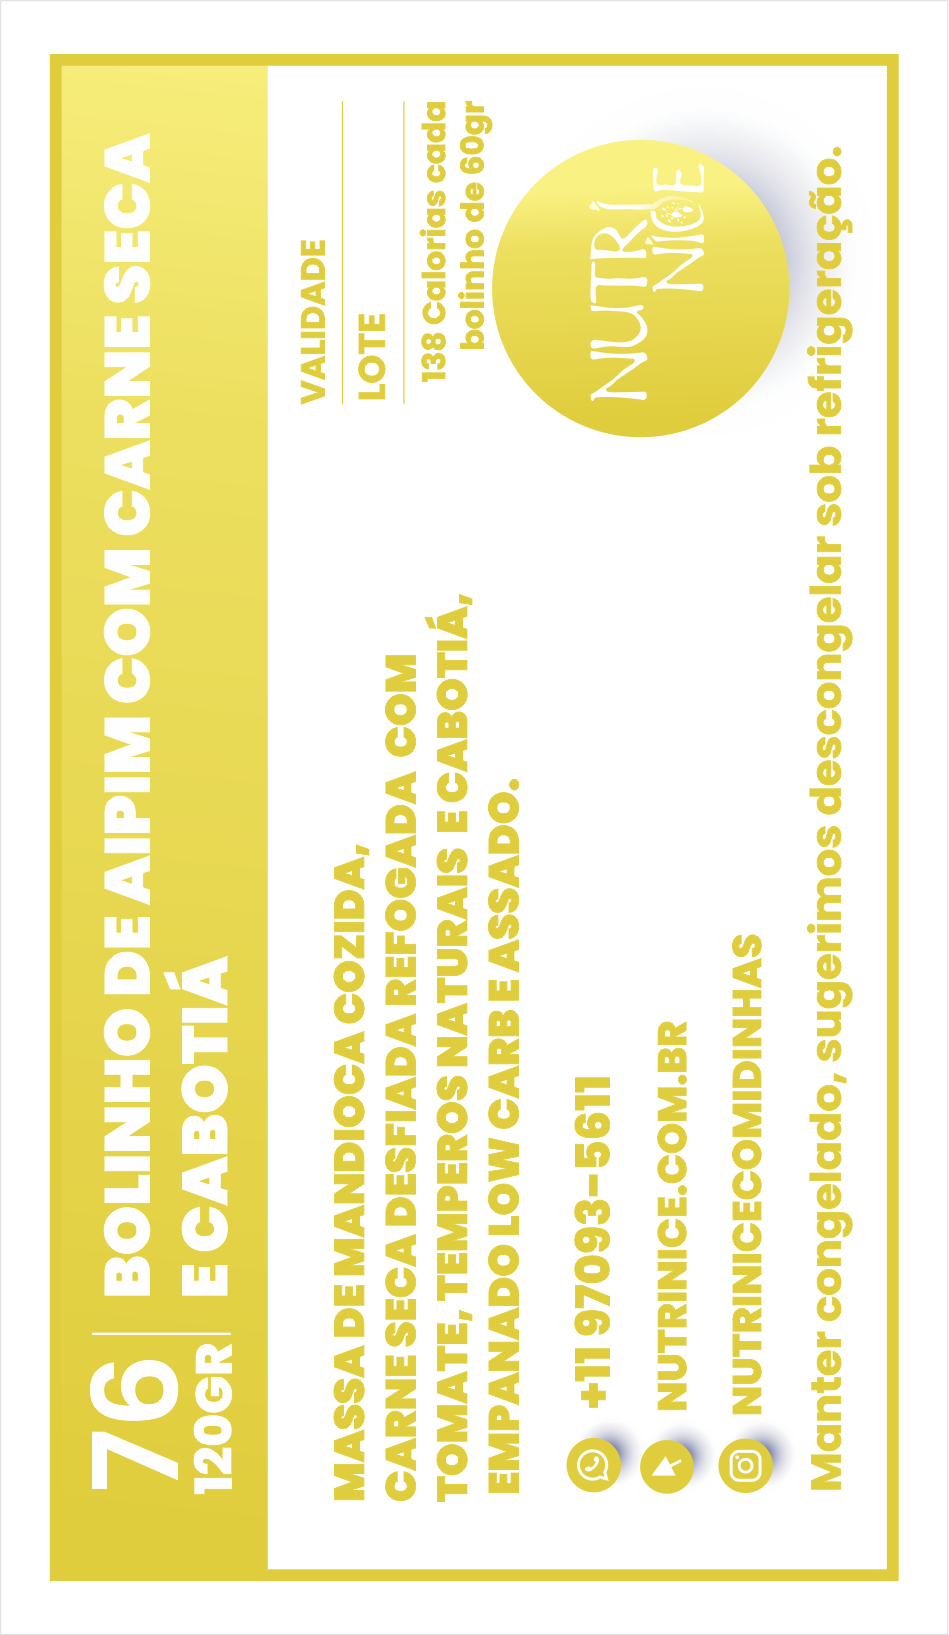 76
120GR
BOLINHO DE AIPIM COM CARNE SECA
E CABOTIÁ
MASSA DE MANDIOCA COZIDA,
CARNE SECA DESFIADA REFOGADA COM
TOMATE, TEMPEROS NATURAIS E CABOTIÁ,
EMPANADO LOW CARB E ASSADO.
VALIDADE
LOTE
138 Calorias cada
bolinho de 60gr
NUTRI
NICE
+11 97093-5611
NUTRINICE.COM.BR
NUTRINICECOMIDINHAS
Manter congelado, sugerimos descongelar sob refrigeração.